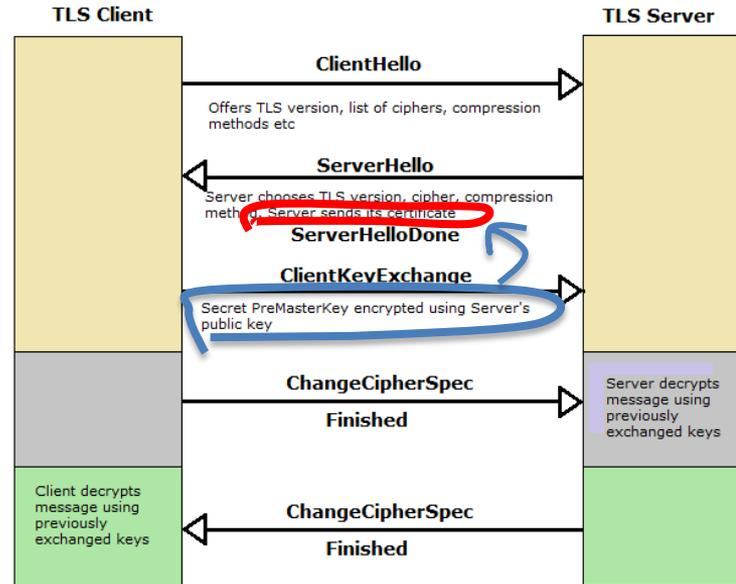 TLS Client
TLS Server
ClientHello
Offers TLS version, list of ciphers, compression
methods etc
ServerHello
Server chooses TLS version, cipher, compression
method. Server sends its certificate
ServerHelloDone
ClientKeyExchange
Secret PreMasterKey encrypted using Server's
public key
ChangeCipherSpec
Finished
Server decrypts
message using
previously
exchanged keys
Client decrypts
message using
previously
exchanged keys
ChangeCipherSpec
Finished